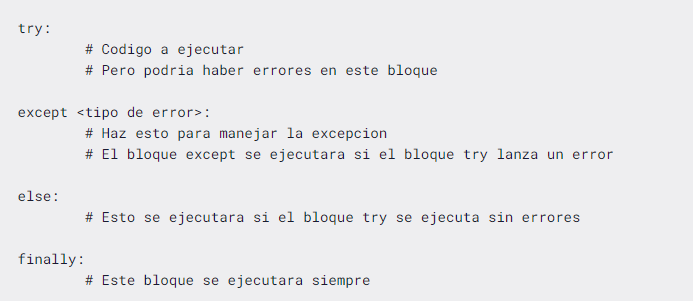 try:
# Codigo a ejecutar
# Pero podria haber errores en este bloque
except <tipo de error>:
# Haz esto para manejar la excepcion
# El bloque except se ejecutara si el bloque try lanza un error
else:
# Esto se ejecutara si el bloque try se ejecuta sin errores
finally:
# Este bloque se ejecutara siempre